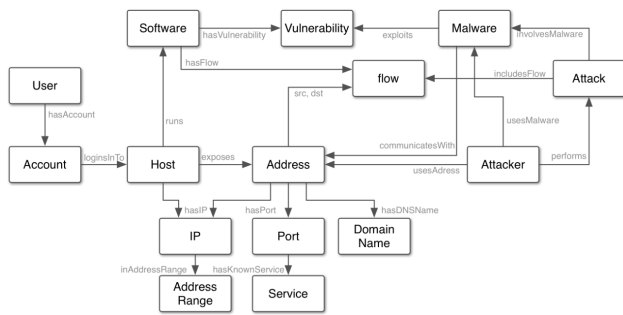 Software
hasVulnerability
Vulnerability
exploits
Malware
involvesMalware
hasFlow
flow
includesFlow
Attack
User
hasAccount
runs
src, dst
communicatesWith
usesMalware
performs
Account
loginsInTo
Host
exposes
Address
usesAdress
Attacker
hasIP
hasPort
hasDNSName
IP
Port
Domain
Name
inAddressRange
hasKnownService
Address
Range
Service